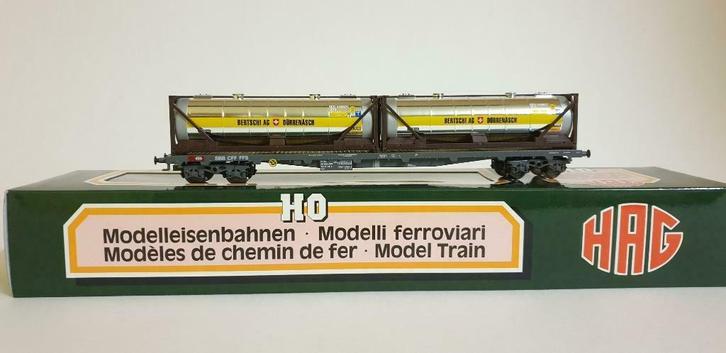 BERTSCHI AG DÜRRENÄSCH
BERTSCHI AG DÜRRENÄSCH
SBB CFF FFS
HO
Modelleisenbahnen · Modelli ferroviari
Modèles de chemin de fer · Model Train
HAG